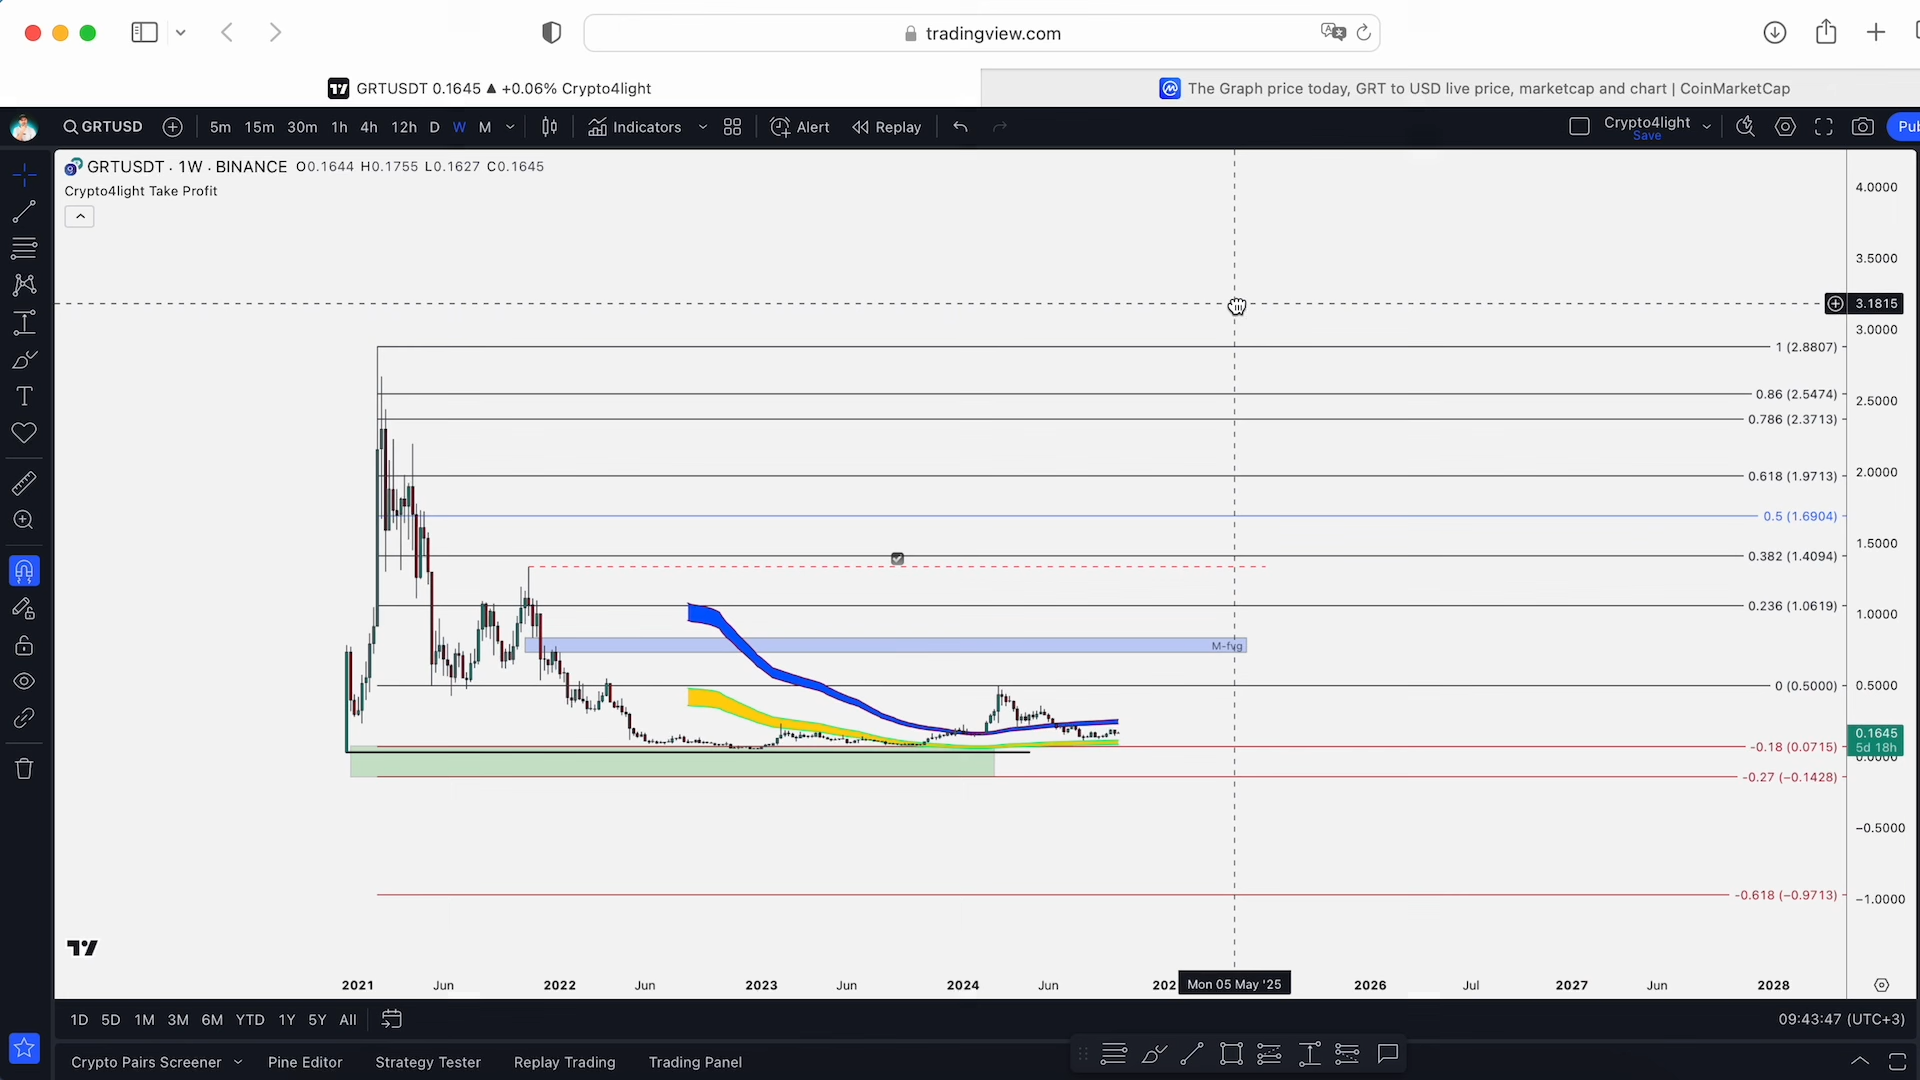 tradingview.com
GRTUSDT 0.1645 ▲ +0.06% Crypto4light
The Graph price today, GRT to USD live price, marketcap and chart | CoinMarketCap
GRTUSD 5m 15m 30m 1h 4h 12h D W M Indicators Alert Replay Crypto4light
Save
Pub
GRTUSDT · 1W · BINANCE O0.1644 H0.1755 L0.1627 C0.1645
Crypto4light Take Profit
4.0000
3.5000
3.1815
3.0000
1 (2.8807)
0.86 (2.5474)
2.5000
0.786 (2.3713)
2.0000
0.618 (1.9713)
0.5 (1.6904)
1.5000
0.382 (1.4094)
1.0000
0.236 (1.0619)
M-fvg
0 (0.5000)
0.5000
0.1645
5d 18h
-0.18 (0.0715)
0.0000
-0.27 (−0.1428)
−0.5000
-0.618 (−0.9713)
−1.0000
2021 Jun 2022 Jun 2023 Jun 2024 Jun 202 Mon 05 May '25 2026 Jul 2027 Jun 2028
1D 5D 1M 3M 6M YTD 1Y 5Y All 09:43:47 (UTC+3)
Crypto Pairs Screener Pine Editor Strategy Tester Replay Trading Trading Panel